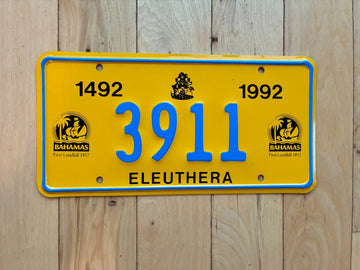 1492 1992
3911
BAHAMAS BAHAMAS
First Landfall 1492 First Landfall 1492
ELEUTHERA